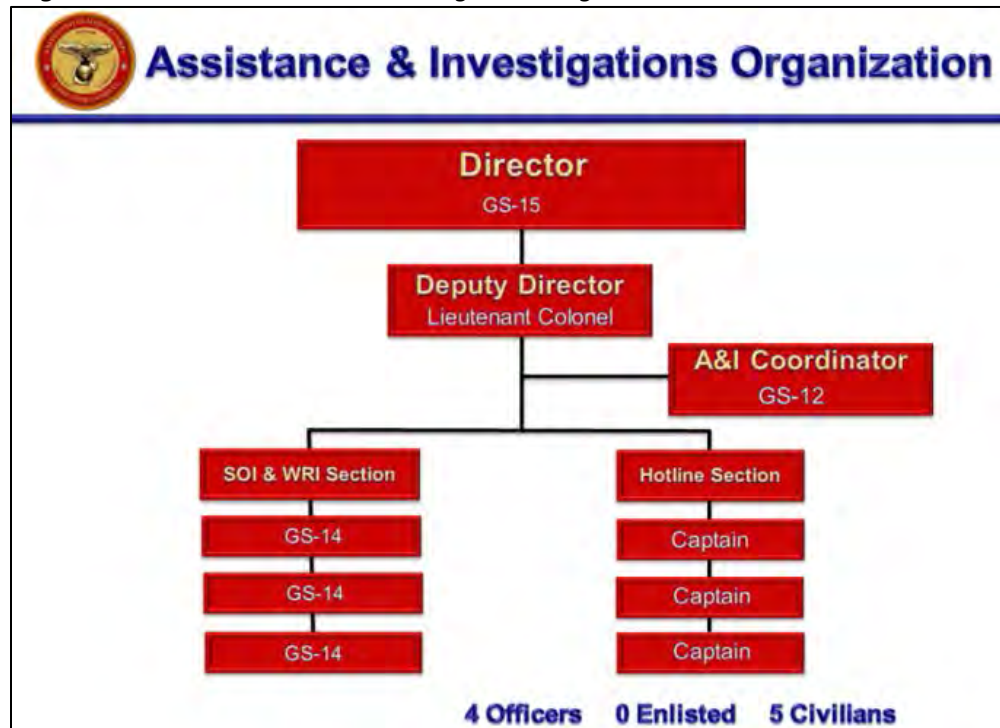 Assistance & Investigations Organization
Director
GS-15
Deputy Director
Lieutenant Colonel
A&I Coordinator
GS-12
SOI & WRI Section
GS-14
GS-14
GS-14
Hotline Section
Captain
Captain
Captain
4 Officers 0 Enlisted 5 Civilians